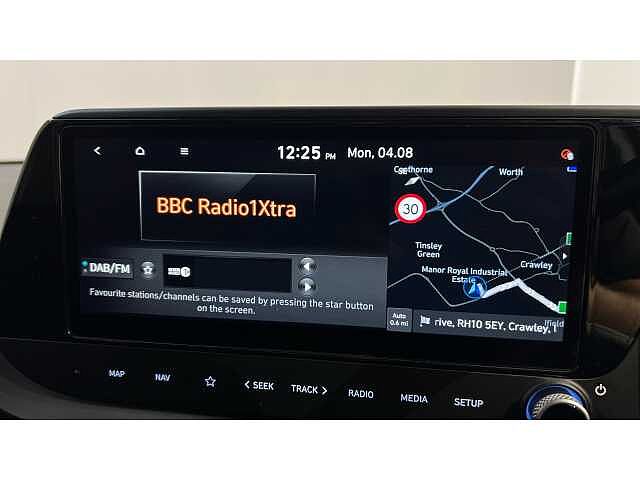 12:25 PM Mon, 04.08
Worth
30
BBC Radio1Xtra
Tinsley
Green
Crawley
Manor Royal Industrial
Estate
DAB/FM
Favourite stations/channels can be saved by pressing the star button
on the screen.
Auto
0.6 mi
rive, RH10 5EY, Crawley,
Ifield
MAP
NAV
SEEK
TRACK
RADIO
MEDIA
SETUP